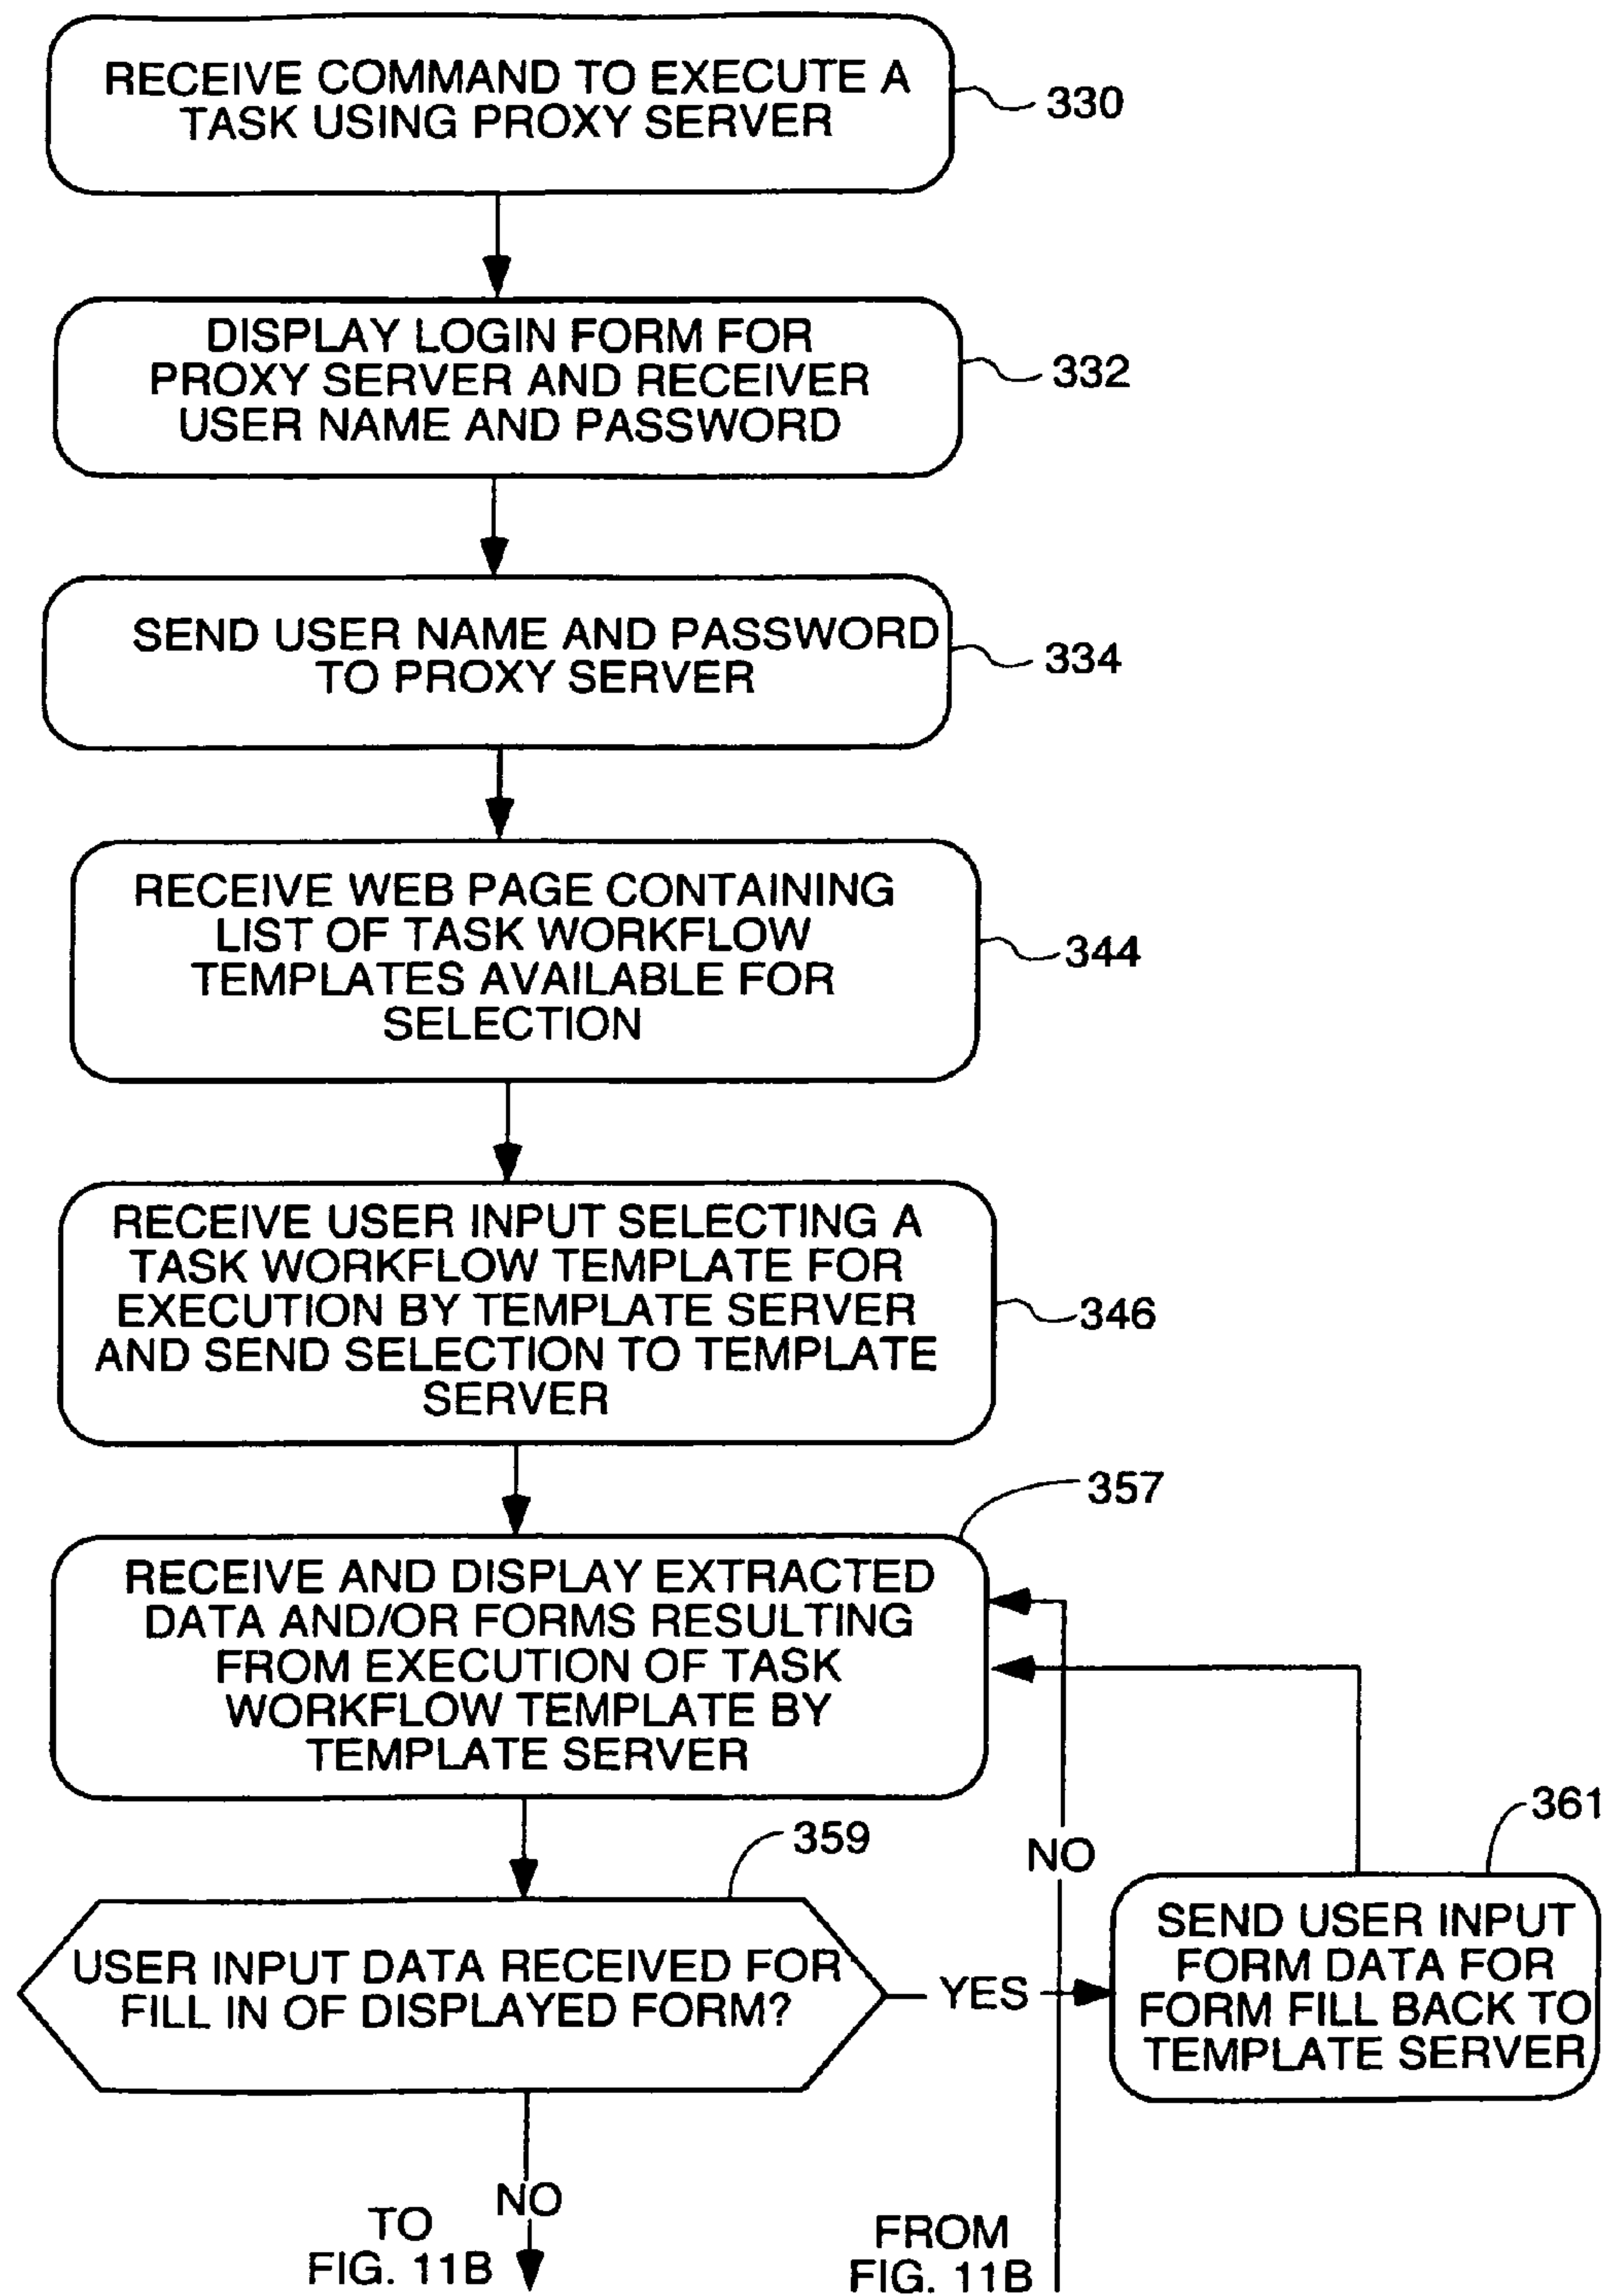 RECEIVE COMMAND TO EXECUTE A
TASK USING PROXY SERVER
330
DISPLAY LOGIN FORM FOR
PROXY SERVER AND RECEIVER
USER NAME AND PASSWORD
332
SEND USER NAME AND PASSWORD
TO PROXY SERVER
334
RECEIVE WEB PAGE CONTAINING
LIST OF TASK WORKFLOW
TEMPLATES AVAILABLE FOR
SELECTION
344
RECEIVE USER INPUT SELECTING A
TASK WORKFLOW TEMPLATE FOR
EXECUTION BY TEMPLATE SERVER
AND SEND SELECTION TO TEMPLATE
SERVER
346
357
RECEIVE AND DISPLAY EXTRACTED
DATA AND/OR FORMS RESULTING
FROM EXECUTION OF TASK
WORKFLOW TEMPLATE BY
TEMPLATE SERVER
359
USER INPUT DATA RECEIVED FOR
FILL IN OF DISPLAYED FORM?
YES
NO
361
SEND USER INPUT
FORM DATA FOR
FORM FILL BACK TO
TEMPLATE SERVER
NO
TO
FIG. 11B
FROM
FIG. 11B